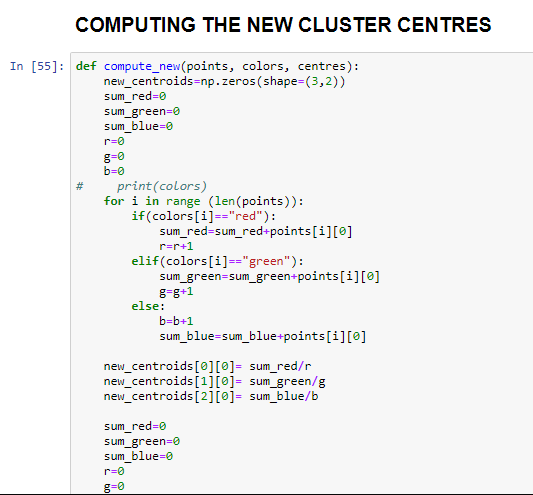 COMPUTING THE NEW CLUSTER CENTRES
In [55]: def compute_new(points, colors, centres):
    new_centroids=np.zeros(shape=(3,2))
    sum_red=0
    sum_green=0
    sum_blue=0
    r=0
    g=0
    b=0
#     print(colors)
    for i in range (len(points)):
        if(colors[i]=="red"):
            sum_red=sum_red+points[i][0]
            r=r+1
        elif(colors[i]=="green"):
            sum_green=sum_green+points[i][0]
            g=g+1
        else:
            b=b+1
            sum_blue=sum_blue+points[i][0]
    new_centroids[0][0]= sum_red/r
    new_centroids[1][0]= sum_green/g
    new_centroids[2][0]= sum_blue/b
    sum_red=0
    sum_green=0
    sum_blue=0
    r=0
    g=0